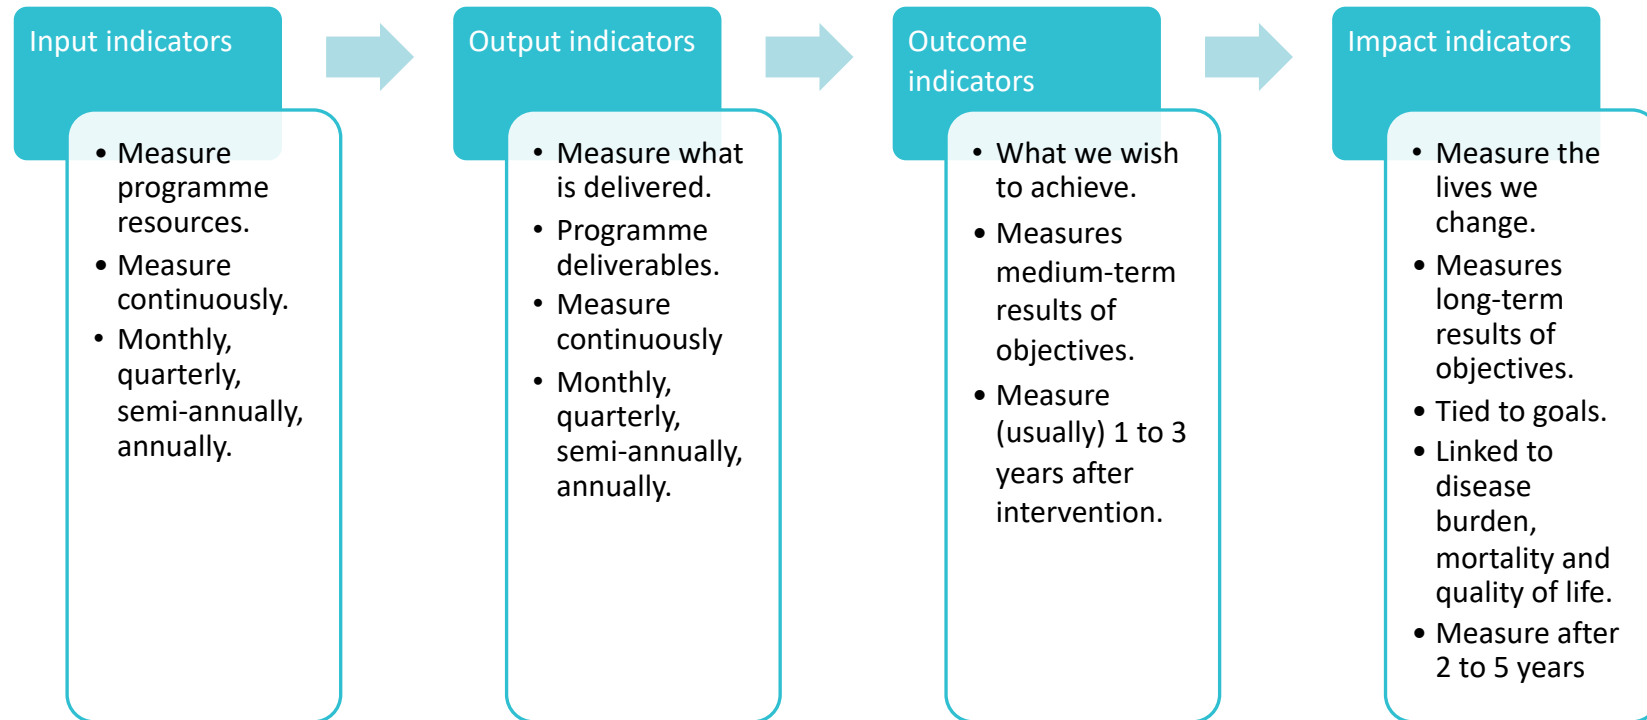 Input indicators
• Measure
programme
resources.
• Measure
continuously.
• Monthly,
quarterly,
semi-annually,
annually.
Output indicators
• Measure what
is delivered.
• Programme
deliverables.
• Measure
continuously
• Monthly,
quarterly,
semi-annually,
annually.
Outcome
indicators
• What we wish
to achieve.
• Measures
medium-term
results of
objectives.
• Measure
(usually) 1 to 3
years after
intervention.
Impact indicators
• Measure the
lives we
change.
• Measures
long-term
results of
objectives.
• Tied to goals.
• Linked to
disease
burden,
mortality and
quality of life.
• Measure after
2 to 5 years